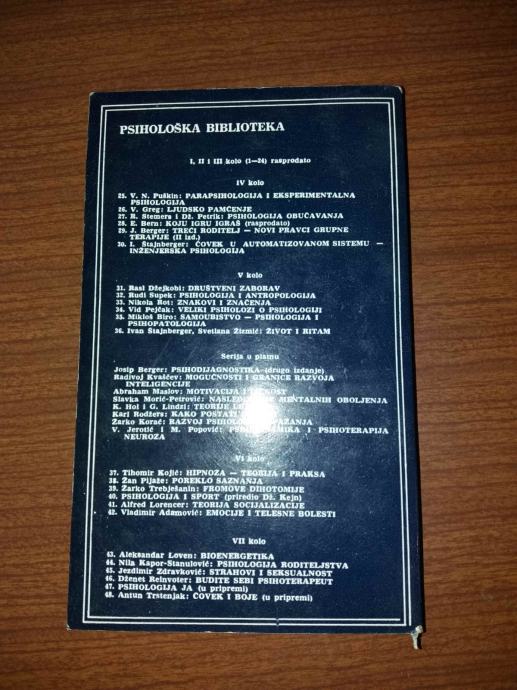 PSIHOLOŠKA BIBLIOTEKA
I, II i III kolo (1—24) rasprodato
IV kolo
25. V. N. Puškin: PARAPSIHOLOGIJA I EKSPERIMENTALNA
PSIHOLOGIJA
26. V. Greg: LJUDSKO PAMĆENJE
27. R. Stemers i Dž. Petrik: PSIHOLOGIJA OBUČAVANJA
28. E. Bern: KOJU IGRU IGRAŠ (rasprodato)
29. J. Berger: TREĆI RODITELJ — NOVI PRAVCI GRUPNE
TERAPIJE (II izd.)
30. I. Štajnberger: ČOVEK U AUTOMATIZOVANOM SISTEMU —
INŽENJERSKA PSIHOLOGIJA
V kolo
31. Rasl Džejkobi: DRUŠTVENI ZABORAV
32. Rudi Supek: PSIHOLOGIJA I ANTROPOLOGIJA
33. Nikola Rot: ZNAKOVI I ZNAČENJA
34. Vid Pejčak: VELIKI PSIHOLOZI O PSIHOLOGIJI
35. Mikloš Biro: SAMOUBISTVO — PSIHOLOGIJA I
PSIHOPATOLOGIJA
36. Ivan Štajnberger, Svetlana Čizmić: ŽIVOT I RITAM
Serija u platnu
Josip Berger: PSIHODIJAGNOSTIKA (drugo izdanje)
Radivoj Kvaščev: MOGUĆNOSTI I GRANICE RAZVOJA
INTELIGENCIJE
Abraham Maslov: MOTIVACIJA I
Slavka Morić-Petrović: MENTALNIH OBOLJENJA
K. Hol i G. Lindzi: TEORIJE
Karl Rodžers: KAKO POSTATI
Žarko Korać: RAZVOJ
V. Jerotić i M. Popović: I PSIHOTERAPIJA
NEUROZA
VI kolo
37. Tihomir Kojić: HIPNOZA — TEORIJA I PRAKSA
38. Žan Pijaže: POREKLO SAZNANJA
39. Žarko Trebješanin: FROMOVE DIHOTOMIJE
40. PSIHOLOGIJA I SPORT (priredio Dž. Kejn)
41. Alfred Lorencer: TEORIJA SOCIJALIZACIJE
42. Vladimir Adamović: EMOCIJE I TELESNE BOLESTI
VII kolo
43. Aleksandar Loven: BIOENERGETIKA
44. Nila Kapor-Stanulović: PSIHOLOGIJA RODITELJSTVA
45. Jezdimir Zdravković: STRAHOVI I SEKSUALNOST
46. Dženet Reinvoter: BUDITE SEBI PSIHOTERAPEUT
47. PSIHOLOGIJA JA (u pripremi)
48. Antun Trstenjak: ČOVEK I BOJE (u pripremi)